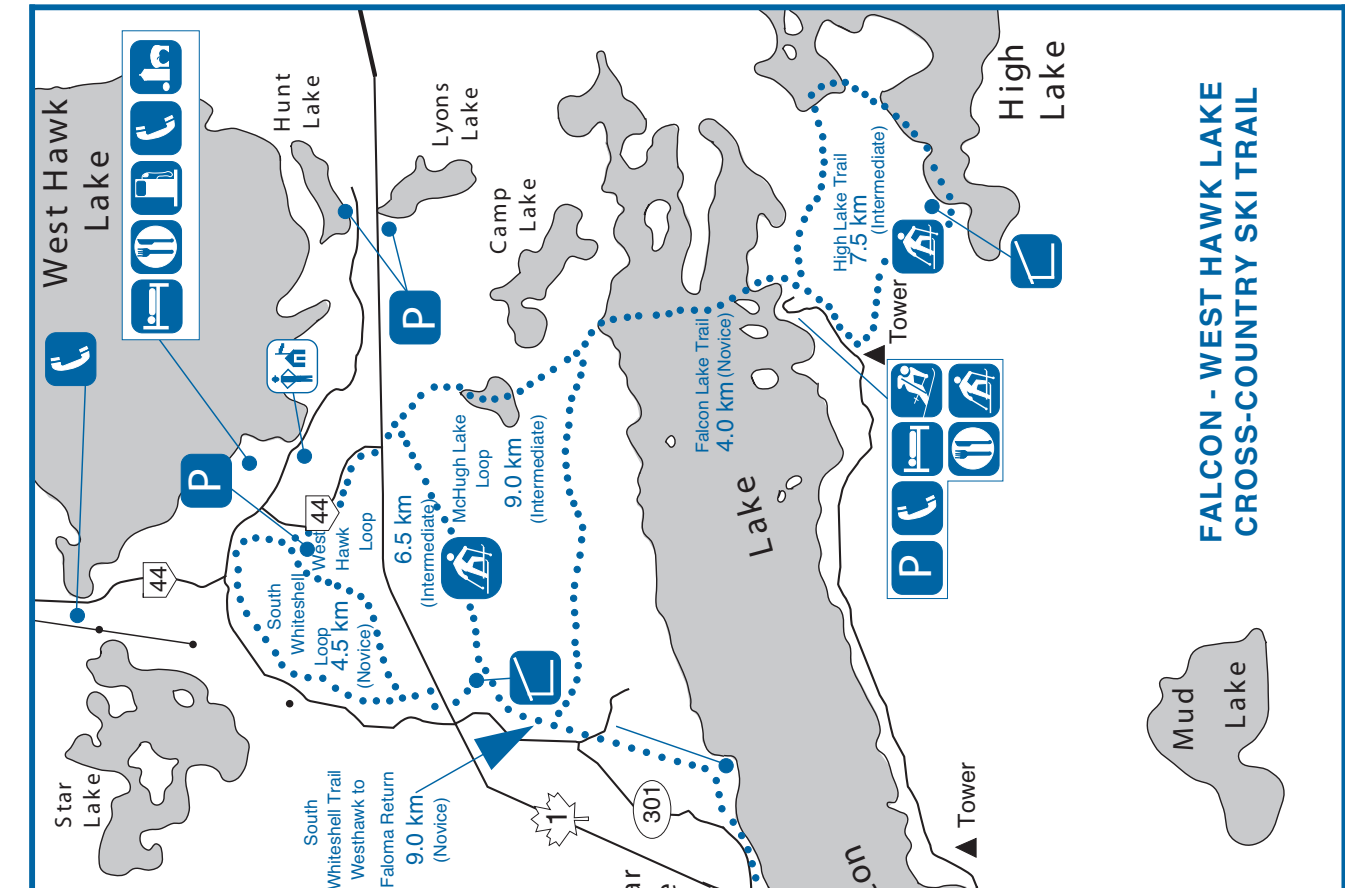 West Hawk
Lake
Hunt
Lake
Lyons
Lake
Camp
Lake
High
Lake
P
P
44
44
West
Hawk
Loop
6.5 km
(Intermediate)
South
Whiteshell
Loop
4.5 km
(Novice)
McHugh Lake
Loop
9.0 km
(Intermediate)
Falcon Lake Trail
4.0 km (Novice)
High Lake Trail
7.5 km
(Intermediate)
Tower
P
Lake
Star
Lake
South
Whiteshell Trail
Westhawk to
Faloma Return
9.0 km
(Novice)
1
301
ar
on
Tower
Mud
Lake
FALCON - WEST HAWK LAKE
CROSS-COUNTRY SKI TRAIL